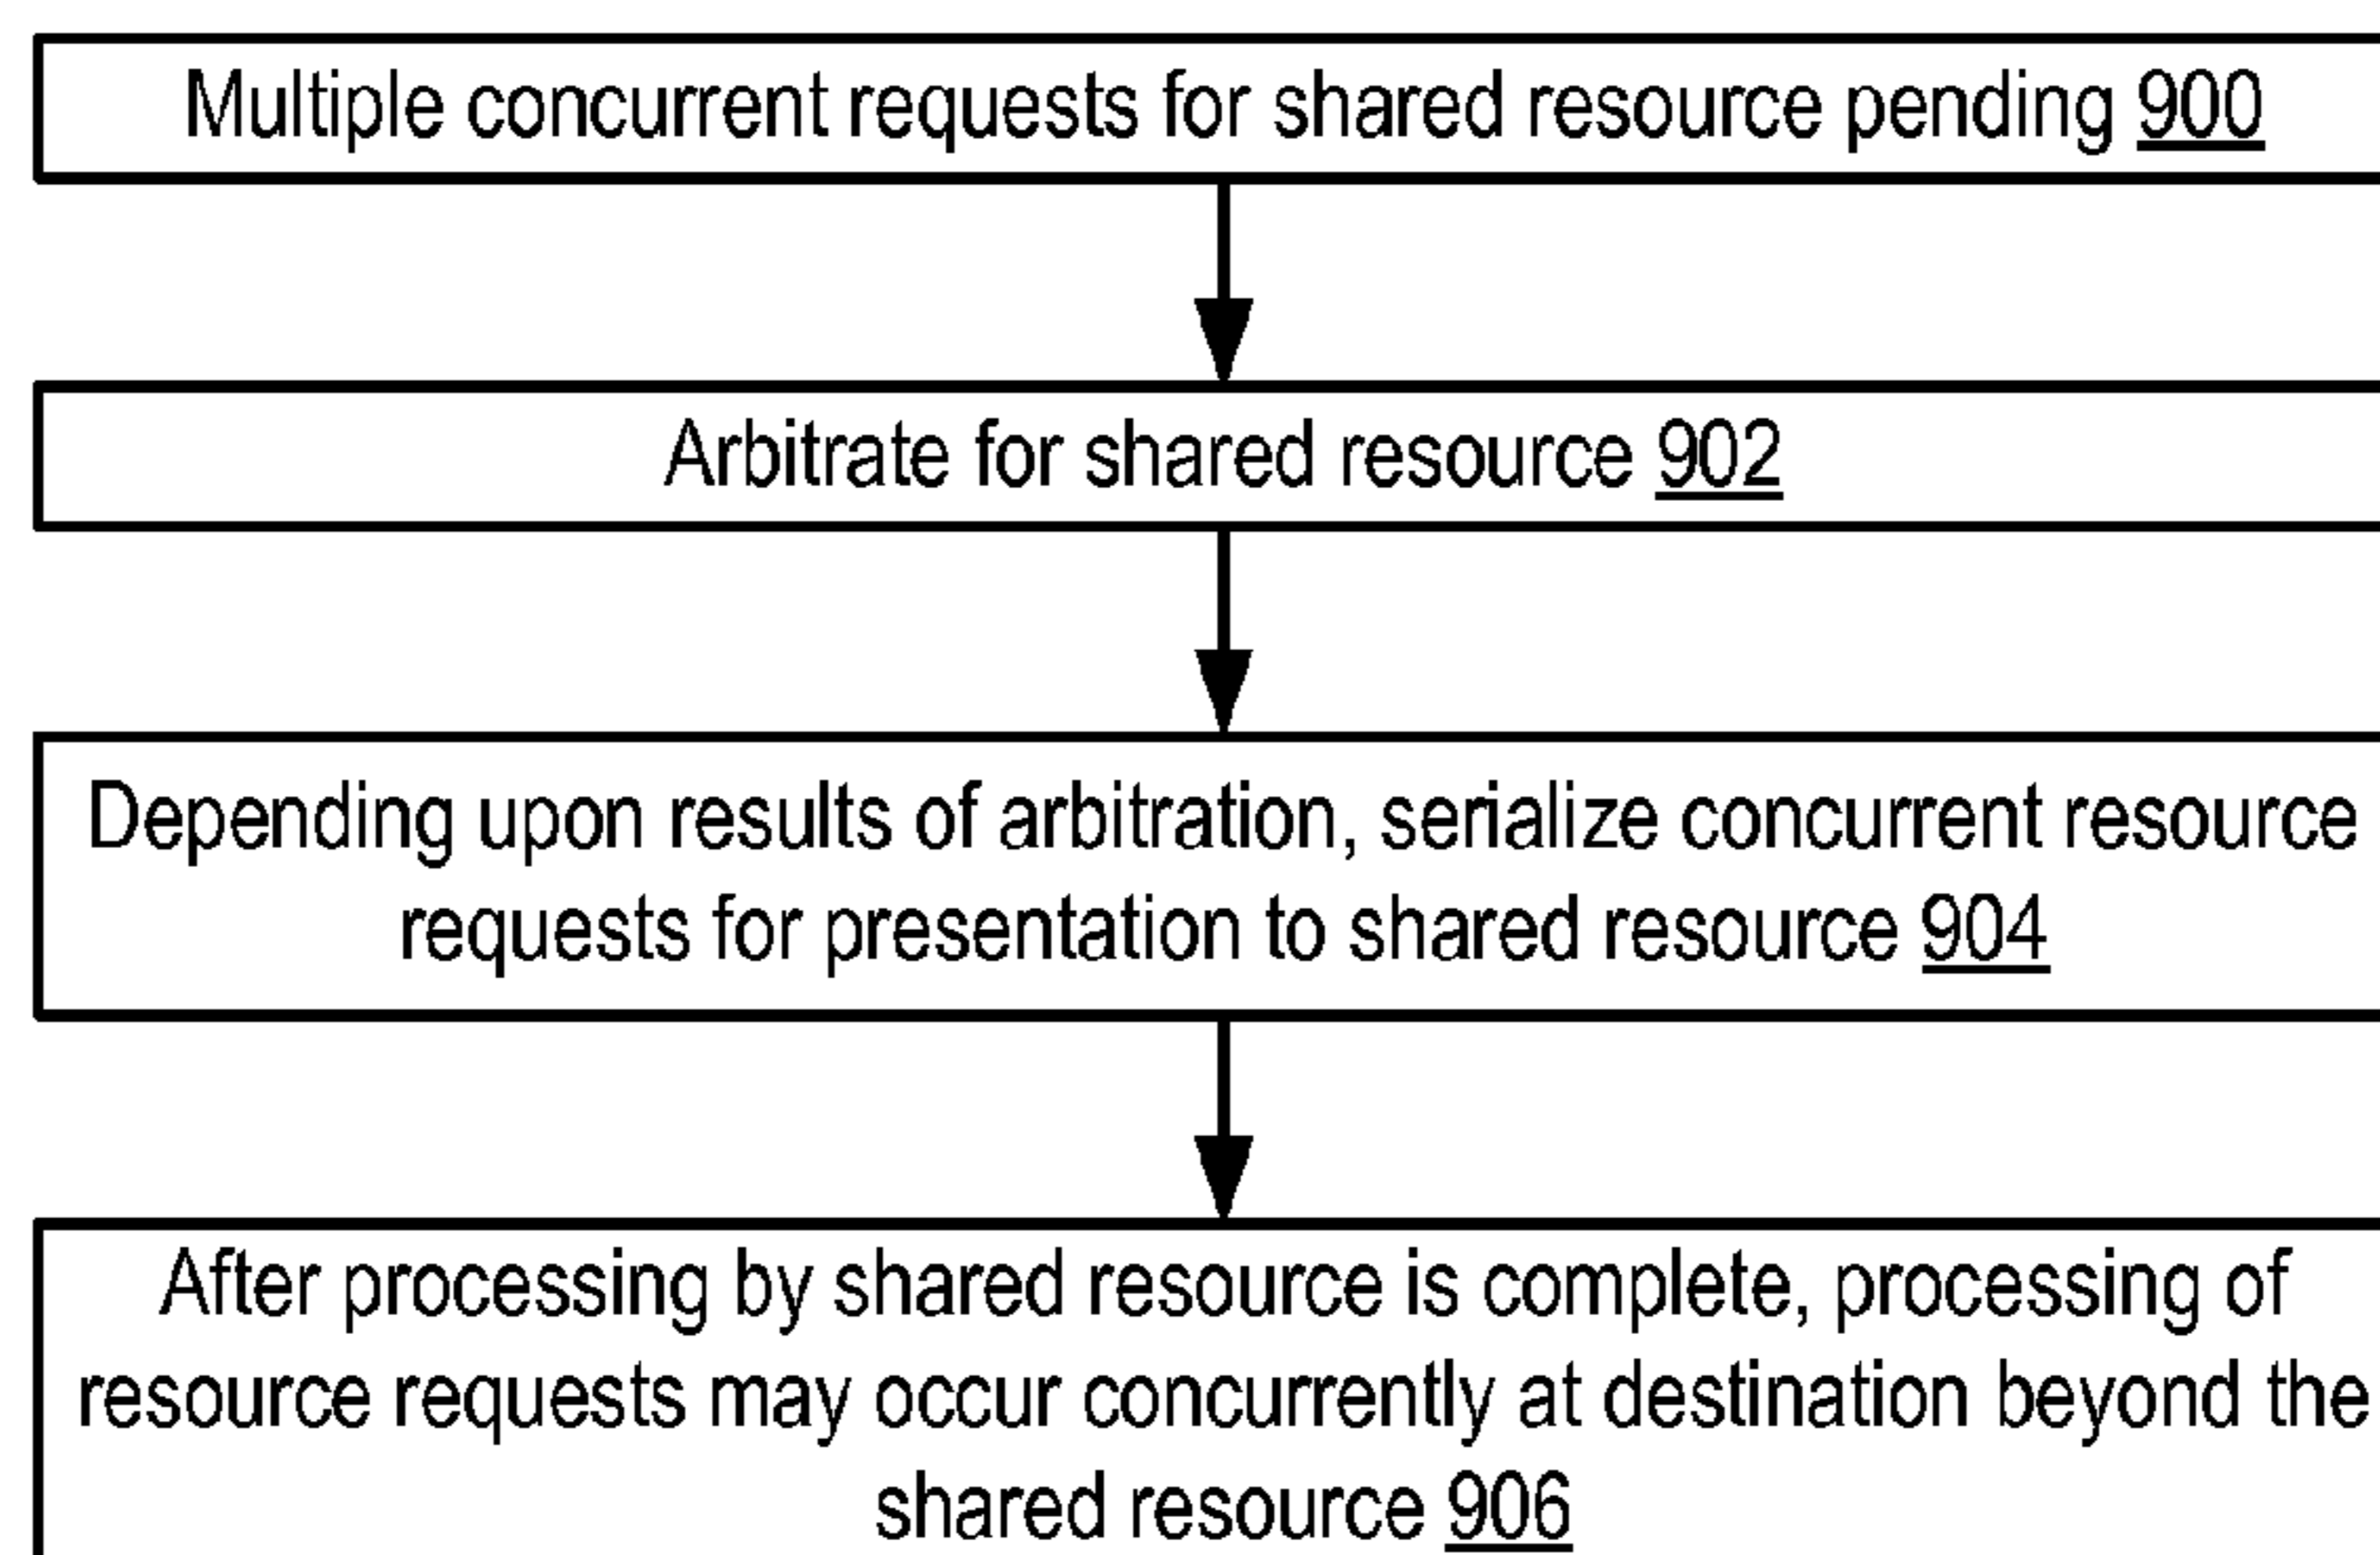 Multiple concurrent requests for shared resource pending 900
Arbitrate for shared resource 902
Depending upon results of arbitration, serialize concurrent resource
requests for presentation to shared resource 904
After processing by shared resource is complete, processing of
resource requests may occur concurrently at destination beyond the
shared resource 906